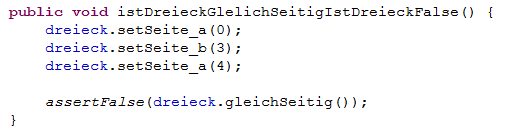 public void istDreieckGlelichSeitigIstDreieckFalse() {
dreieck.setSeite_a(0);
dreieck.setSeite_b(3);
dreieck.setSeite_a(4);
assertFalse(dreieck.gleichSeitig());
}